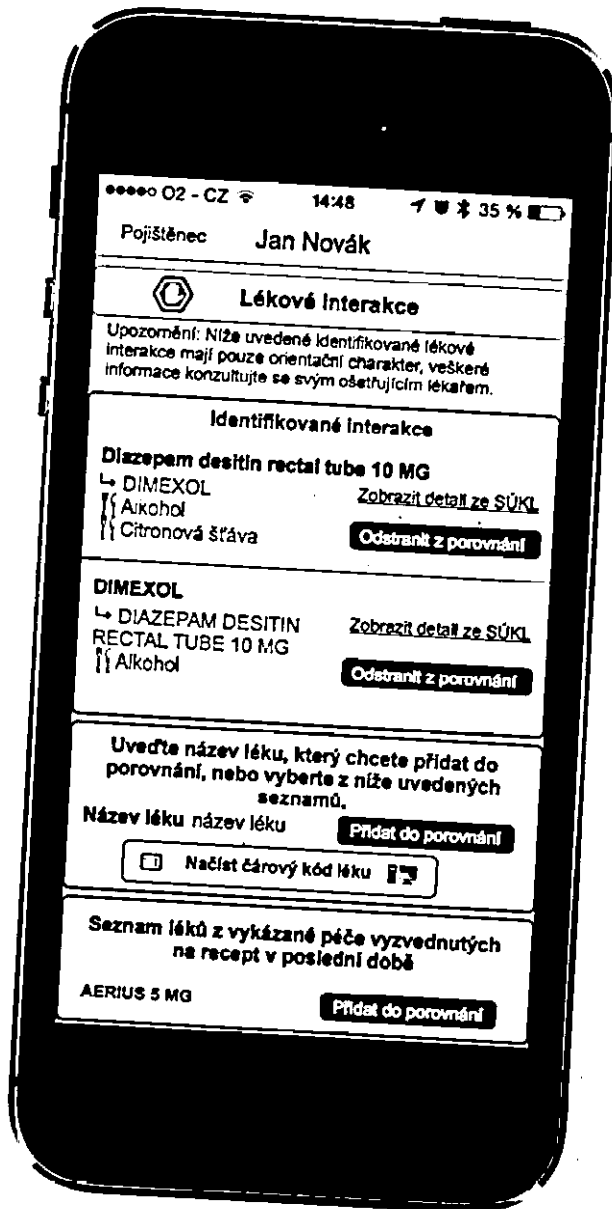 O2 - CZ 14:48 35 %
Pojištěnec Jan Novák
Lékové interakce
Upozornění: Níže uvedené identifikované lékové
interakce mají pouze orientační charakter, veškeré
informace konzultujte se svým ošetřujícím lékařem.
Identifikované interakce
Diazepam desitin rectal tube 10 MG
↳ DIMEXOL Zobrazit detail ze SÚKL
Alkohol
Citronová šťáva Odstranit z porovnání
DIMEXOL
↳ DIAZEPAM DESITIN Zobrazit detail ze SÚKL
RECTAL TUBE 10 MG
Alkohol Odstranit z porovnání
Uveďte název léku, který chcete přidat do
porovnání, nebo vyberte z níže uvedených
seznamů.
Název léku název léku Přidat do porovnání
Načíst čárový kód léku
Seznam léků z vykázané péče vyzvednutých
na recept v poslední době
AERIUS 5 MG Přidat do porovnání